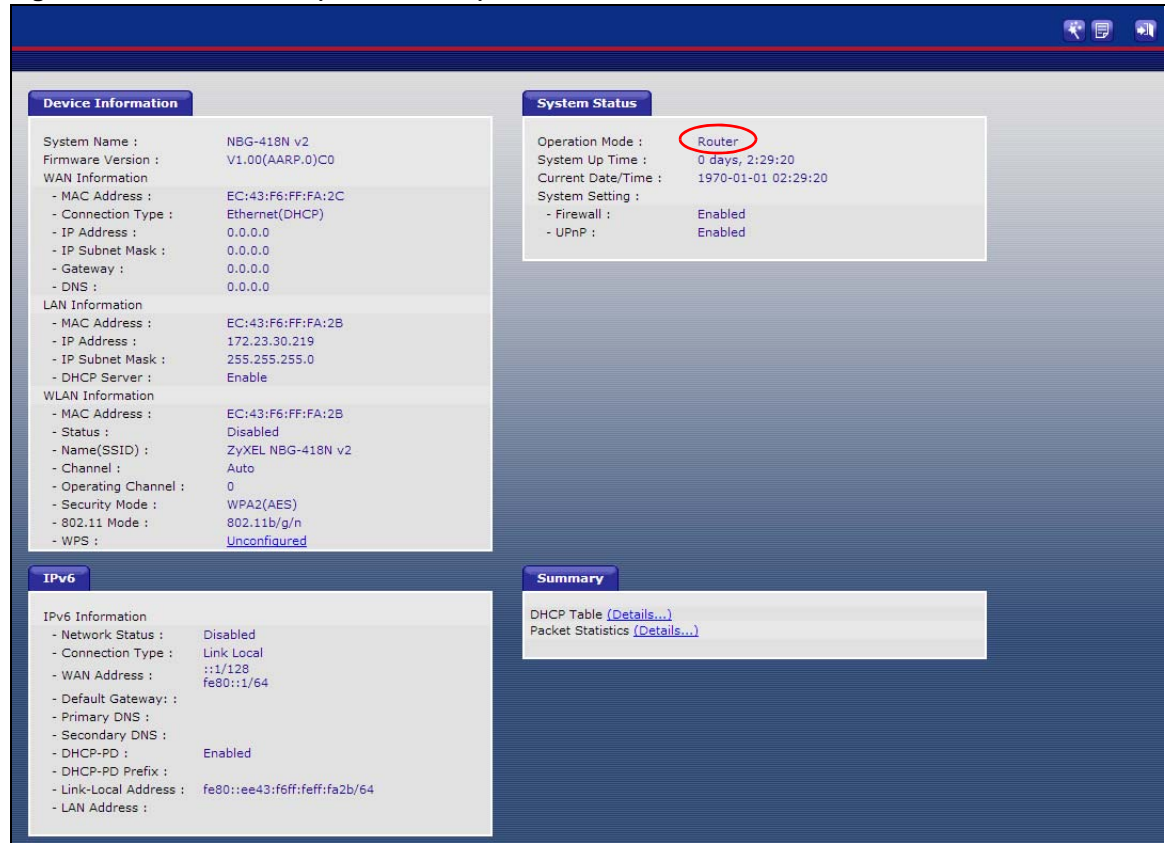 Device Information
System Name : NBG-418N v2
Firmware Version : V1.00(AARP.0)C0
WAN Information
- MAC Address : EC:43:F6:FF:FA:2C
- Connection Type : Ethernet(DHCP)
- IP Address : 0.0.0.0
- IP Subnet Mask : 0.0.0.0
- Gateway : 0.0.0.0
- DNS : 0.0.0.0
LAN Information
- MAC Address : EC:43:F6:FF:FA:2B
- IP Address : 172.23.30.219
- IP Subnet Mask : 255.255.255.0
- DHCP Server : Enable
WLAN Information
- MAC Address : EC:43:F6:FF:FA:2B
- Status : Disabled
- Name(SSID) : ZyXEL NBG-418N v2
- Channel : Auto
- Operating Channel : 0
- Security Mode : WPA2(AES)
- 802.11 Mode : 802.11b/g/n
- WPS : Unconfigured
System Status
Operation Mode : Router
System Up Time : 0 days, 2:29:20
Current Date/Time : 1970-01-01 02:29:20
System Setting :
- Firewall : Enabled
- UPnP : Enabled
IPv6
IPv6 Information
- Network Status : Disabled
- Connection Type : Link Local
- WAN Address : ::1/128
fe80::1/64
- Default Gateway: :
- Primary DNS :
- Secondary DNS :
- DHCP-PD : Enabled
- DHCP-PD Prefix :
- Link-Local Address : fe80::ee43:f6ff:feff:fa2b/64
- LAN Address :
Summary
DHCP Table (Details...)
Packet Statistics (Details...)